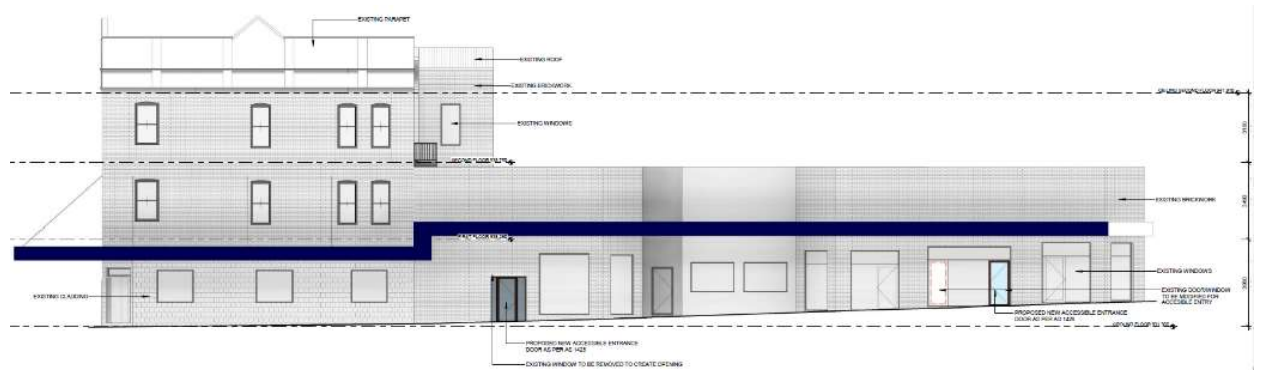 EXISTING PARAPET
EXISTING ROOF
EXISTING BRICKWORK
EXISTING WINDOWS
EXISTING BRICKWORK
EXISTING WINDOWS
EXISTING CLADDING
EXISTING DOOR/WINDOW
TO BE MODIFIED FOR
ACCESIBLE ENTRY
PROPOSED NEW ACCESSIBLE ENTRANCE
DOOR AS PER AS 1428
PROPOSED NEW ACCESSIBLE ENTRANCE
DOOR AS PER AS 1428
EXISTING WINDOW TO BE REMOVED TO CREATE OPENING